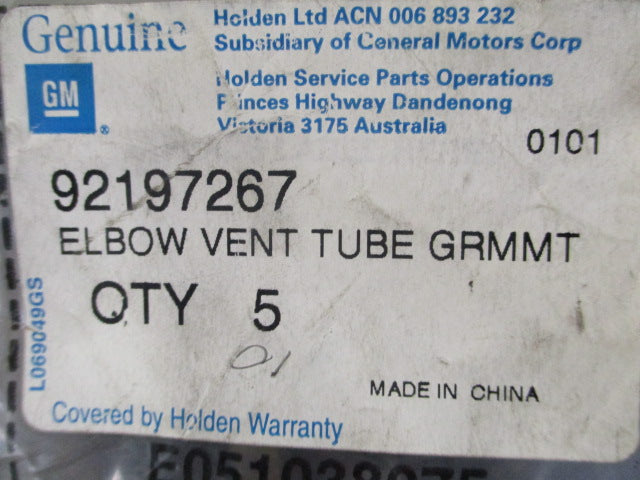 Genuine
GM
®
Holden Ltd ACN 006 893 232
Subsidiary of General Motors Corp
Holden Service Parts Operations
Princes Highway Dandenong
Victoria 3175 Australia
0101
92197267
ELBOW VENT TUBE GRMMT
QTY 5
01
L069049GS
MADE IN CHINA
Covered by Holden Warranty